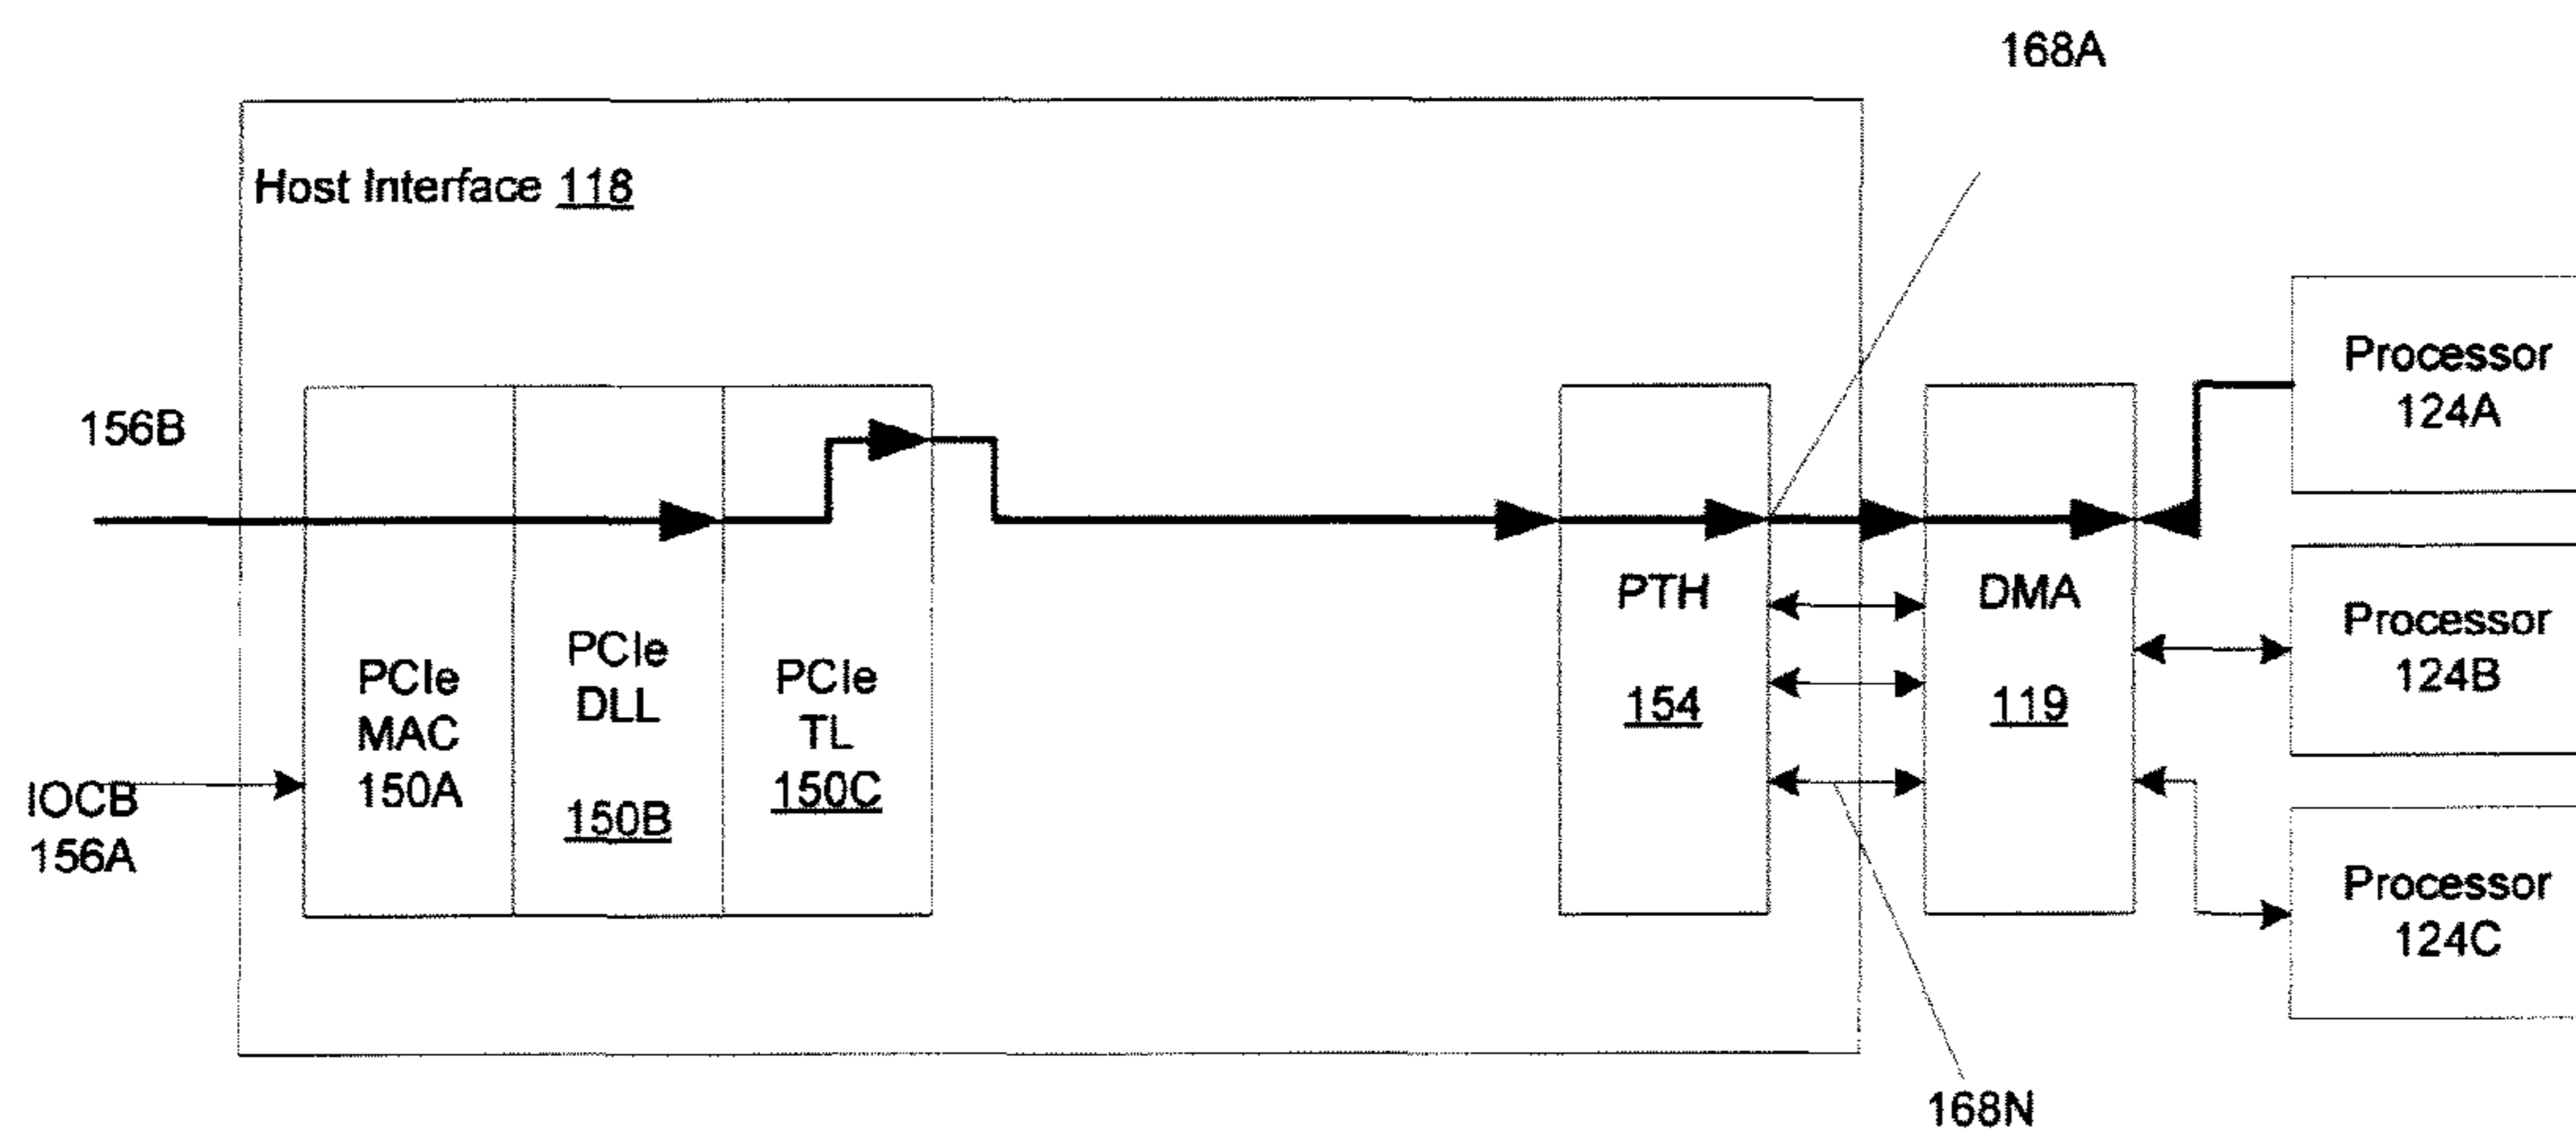 168A
Host Interface 118
156B
Processor
124A
PCIe
MAC
150A
PCIe
DLL
150B
PCIe
TL
150C
PTH
154
DMA
119
Processor
124B
IOCB
156A
Processor
124C
168N